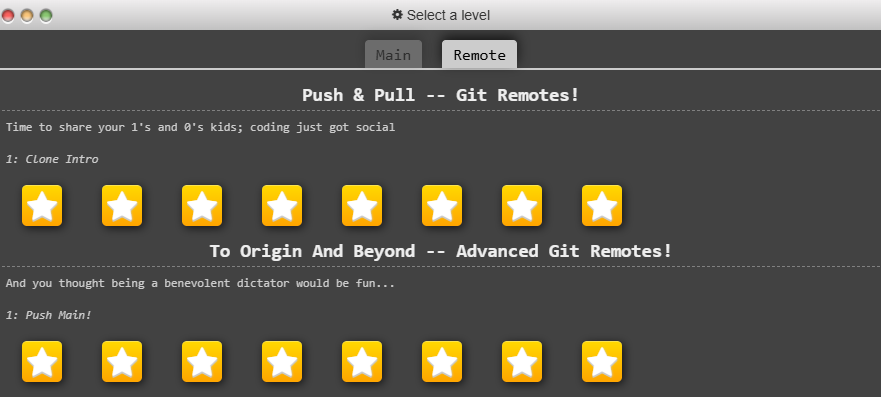 Select a level
Main Remote
Push & Pull -- Git Remotes!
Time to share your 1's and 0's kids; coding just got social
1: Clone Intro
To Origin And Beyond -- Advanced Git Remotes!
And you thought being a benevolent dictator would be fun...
1: Push Main!